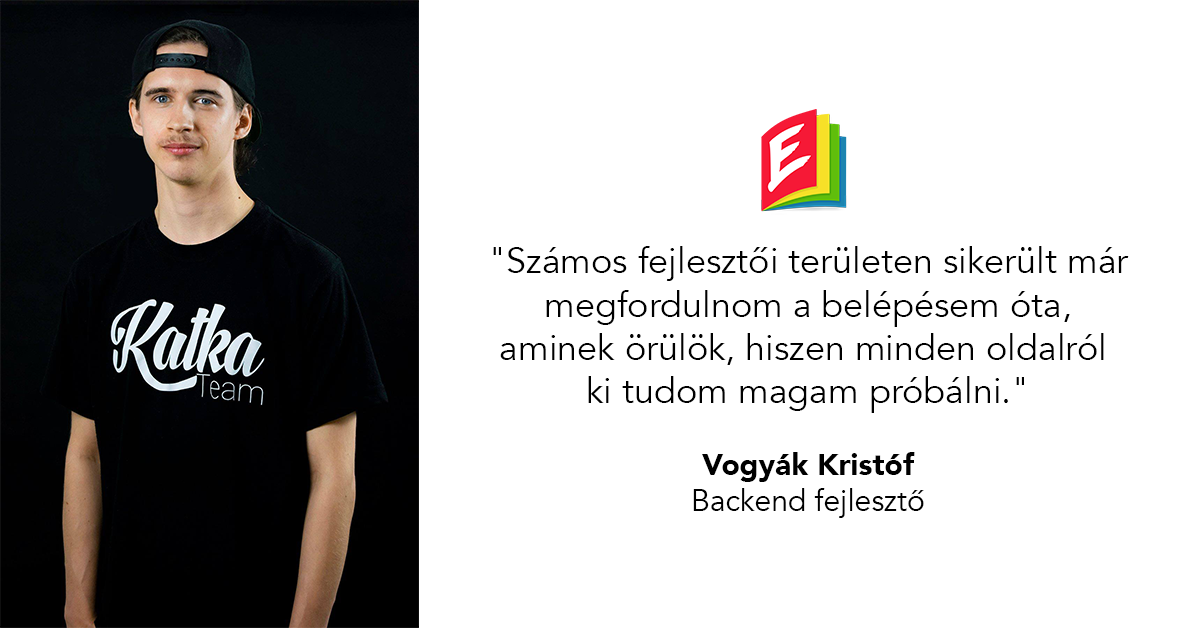 Katka
Team
E
"Számos fejlesztői területen sikerült már
megfordulnom a belépésem óta,
aminek örülök, hiszen minden oldalról
ki tudom magam próbálni."
Vogyák Kristóf
Backend fejlesztő